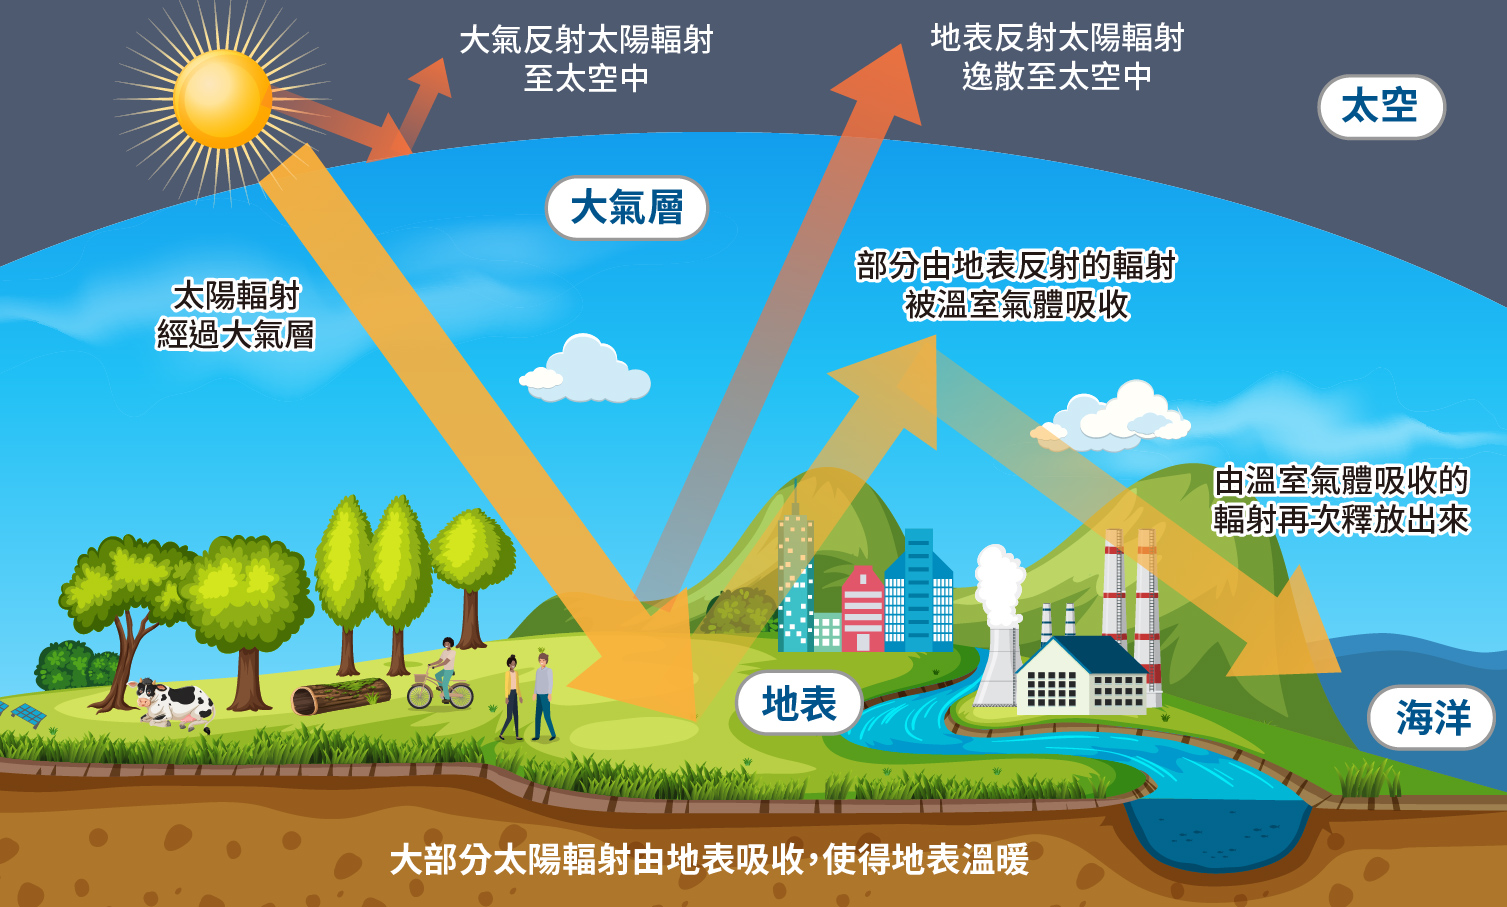 大氣反射太陽輻射
至太空中
地表反射太陽輻射
逸散至太空中
太空
大氣層
太陽輻射
經過大氣層
部分由地表反射的輻射
被溫室氣體吸收
由溫室氣體吸收的
輻射再次釋放出來
地表
海洋
大部分太陽輻射由地表吸收,使得地表溫暖